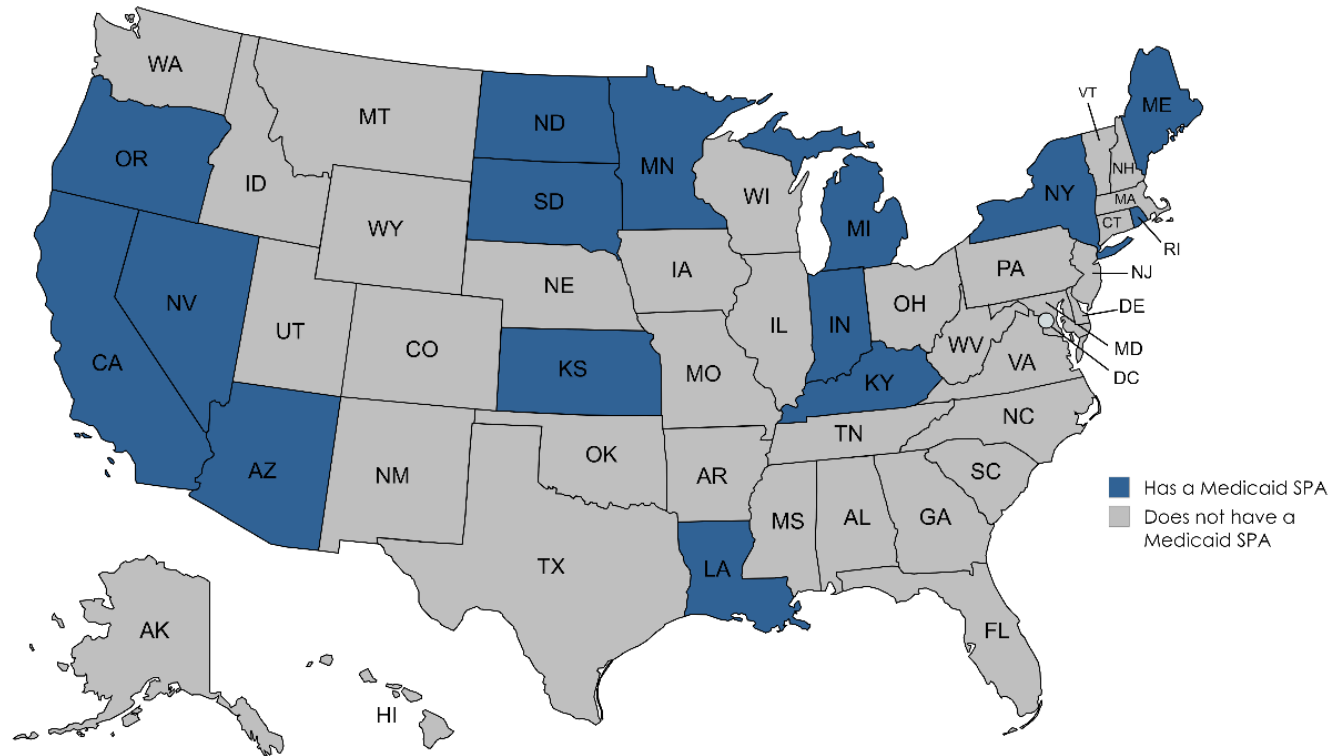 WA
MT
ND
MN
VT
ME
OR
ID
SD
WI
NH
NY
MA
WY
MI
CT
RI
IA
PA
NJ
NE
NV
OH
DE
UT
IL
IN
CO
WV
MD
CA
KS
MO
VA
DC
KY
NC
TN
AZ
OK
NM
AR
SC
Has a Medicaid SPA
MS
AL
GA
Does not have a
Medicaid SPA
TX
LA
AK
FL
HI